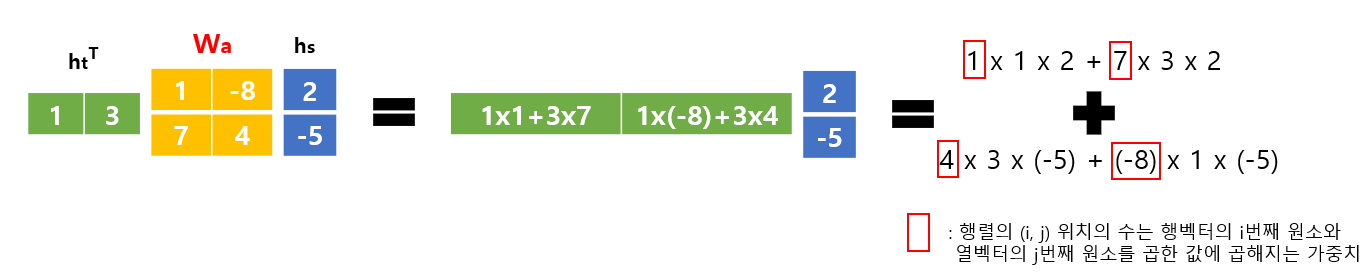 htT Wa hs
1 3
1 -8
7 4
2
-5
=
1x1+3x7 1x(-8)+3x4
2
-5
=
1 x 1 x 2 + 7 x 3 x 2
+
4 x 3 x (-5) + (-8) x 1 x (-5)
: 행렬의 (i, j) 위치의 수는 행벡터의 i번째 원소와
열벡터의 j번째 원소를 곱한 값에 곱해지는 가중치